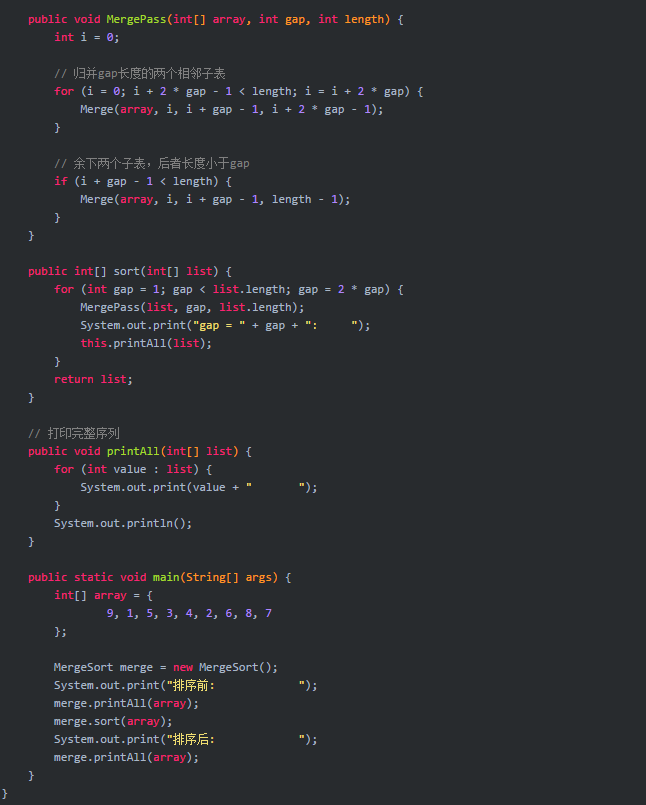 public void MergePass(int[] array, int gap, int length) {
int i = 0;
// 归并gap长度的两个相邻子表
for (i = 0; i + 2 * gap - 1 < length; i = i + 2 * gap) {
Merge(array, i, i + gap - 1, i + 2 * gap - 1);
}
// 余下两个子表，后者长度小于gap
if (i + gap - 1 < length) {
Merge(array, i, i + gap - 1, length - 1);
}
}
public int[] sort(int[] list) {
for (int gap = 1; gap < list.length; gap = 2 * gap) {
MergePass(list, gap, list.length);
System.out.print("gap = " + gap + ":     ");
this.printAll(list);
}
return list;
}
// 打印完整序列
public void printAll(int[] list) {
for (int value : list) {
System.out.print(value + "       ");
}
System.out.println();
}
public static void main(String[] args) {
int[] array = {
9, 1, 5, 3, 4, 2, 6, 8, 7
};
MergeSort merge = new MergeSort();
System.out.print("排序前:             ");
merge.printAll(array);
merge.sort(array);
System.out.print("排序后:             ");
merge.printAll(array);
}
}